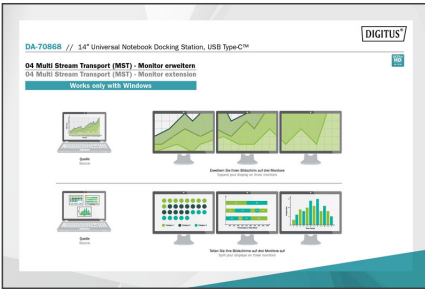 DIGITUS®
DA-70868 // 14" Universal Notebook Docking Station, USB Type-C™
04 Multi Stream Transport (MST) - Monitor erweitern
04 Multi Stream Transport (MST) - Monitor extension
HD
Works only with Windows
Quelle
Source
Erweitern Sie Ihren Bildschirm auf drei Monitore
Expand your display on three monitors
Quelle
Source
Teilen Sie Ihre Bildschirme auf drei Monitore auf
Split your displays on three monitors